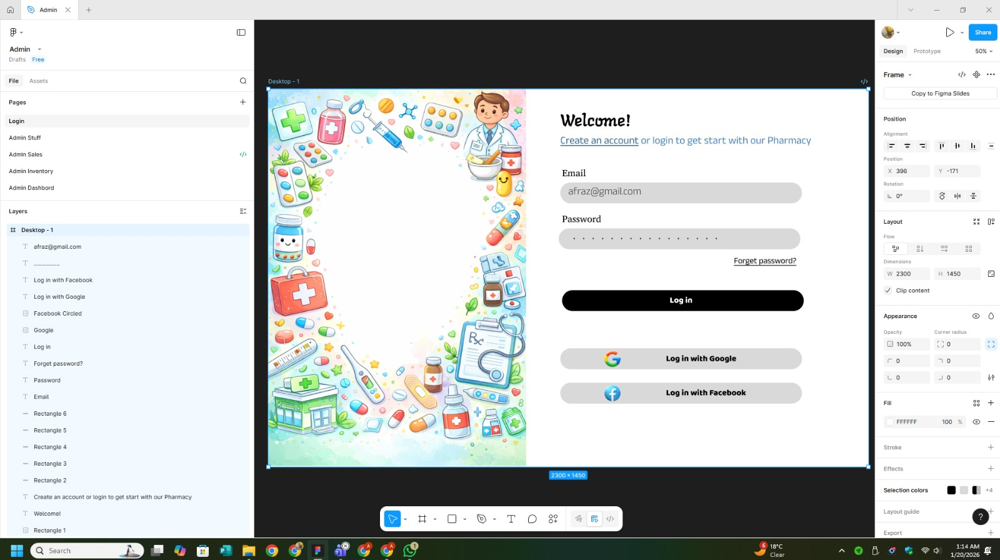 Admin
Admin
Drafts Free
File Assets
Pages
Login
Admin Stuff
Admin Sales
Admin Inventory
Admin Dashbord
Layers
Desktop - 1
afraz@gmail.com
................
Log in with Facebook
Log in with Google
Facebook Circled
Google
Log in
Forget password?
Password
Email
Rectangle 6
Rectangle 5
Rectangle 4
Rectangle 3
Rectangle 2
Create an account or login to get start with our Pharmacy
Welcome!
Rectangle 1
Desktop - 1
Rx
Welcome!
Create an account or login to get start with our Pharmacy
Email
afraz@gmail.com
Password
. . . . . . . . . . . . . . . .
Forget password?
Log in
Log in with Google
Log in with Facebook
2300 × 1450
Share
Design Prototype 50%
Frame
Copy to Figma Slides
Position
Alignment
Position
X 396 Y -171
Rotation
0°
Layout
Flow
Dimensions
W 2300 H 1450
Clip content
Appearance
Opacity Corner radius
100% 0
0 0
0 0
Fill
FFFFFF 100 %
Stroke
Effects
Selection colors +4
Layout guide
?
Export
Search
6
18°C
Clear
1:14 AM
1/20/2026